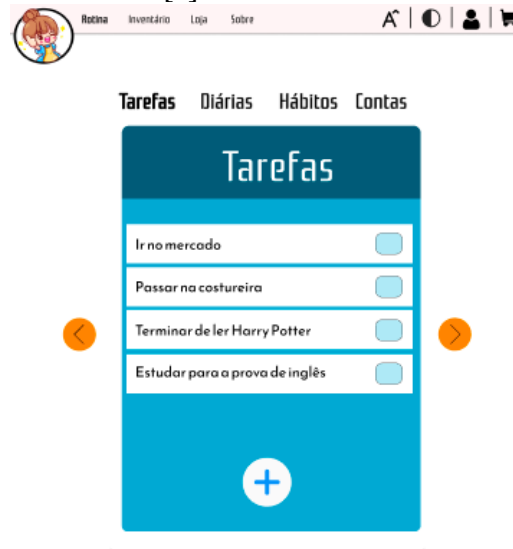 Rotina Inventário Loja Sobre A
Tarefas Diárias Hábitos Contas
Tarefas
Ir no mercado
Passar na costureira
Terminar de ler Harry Potter
Estudar para a prova de inglês